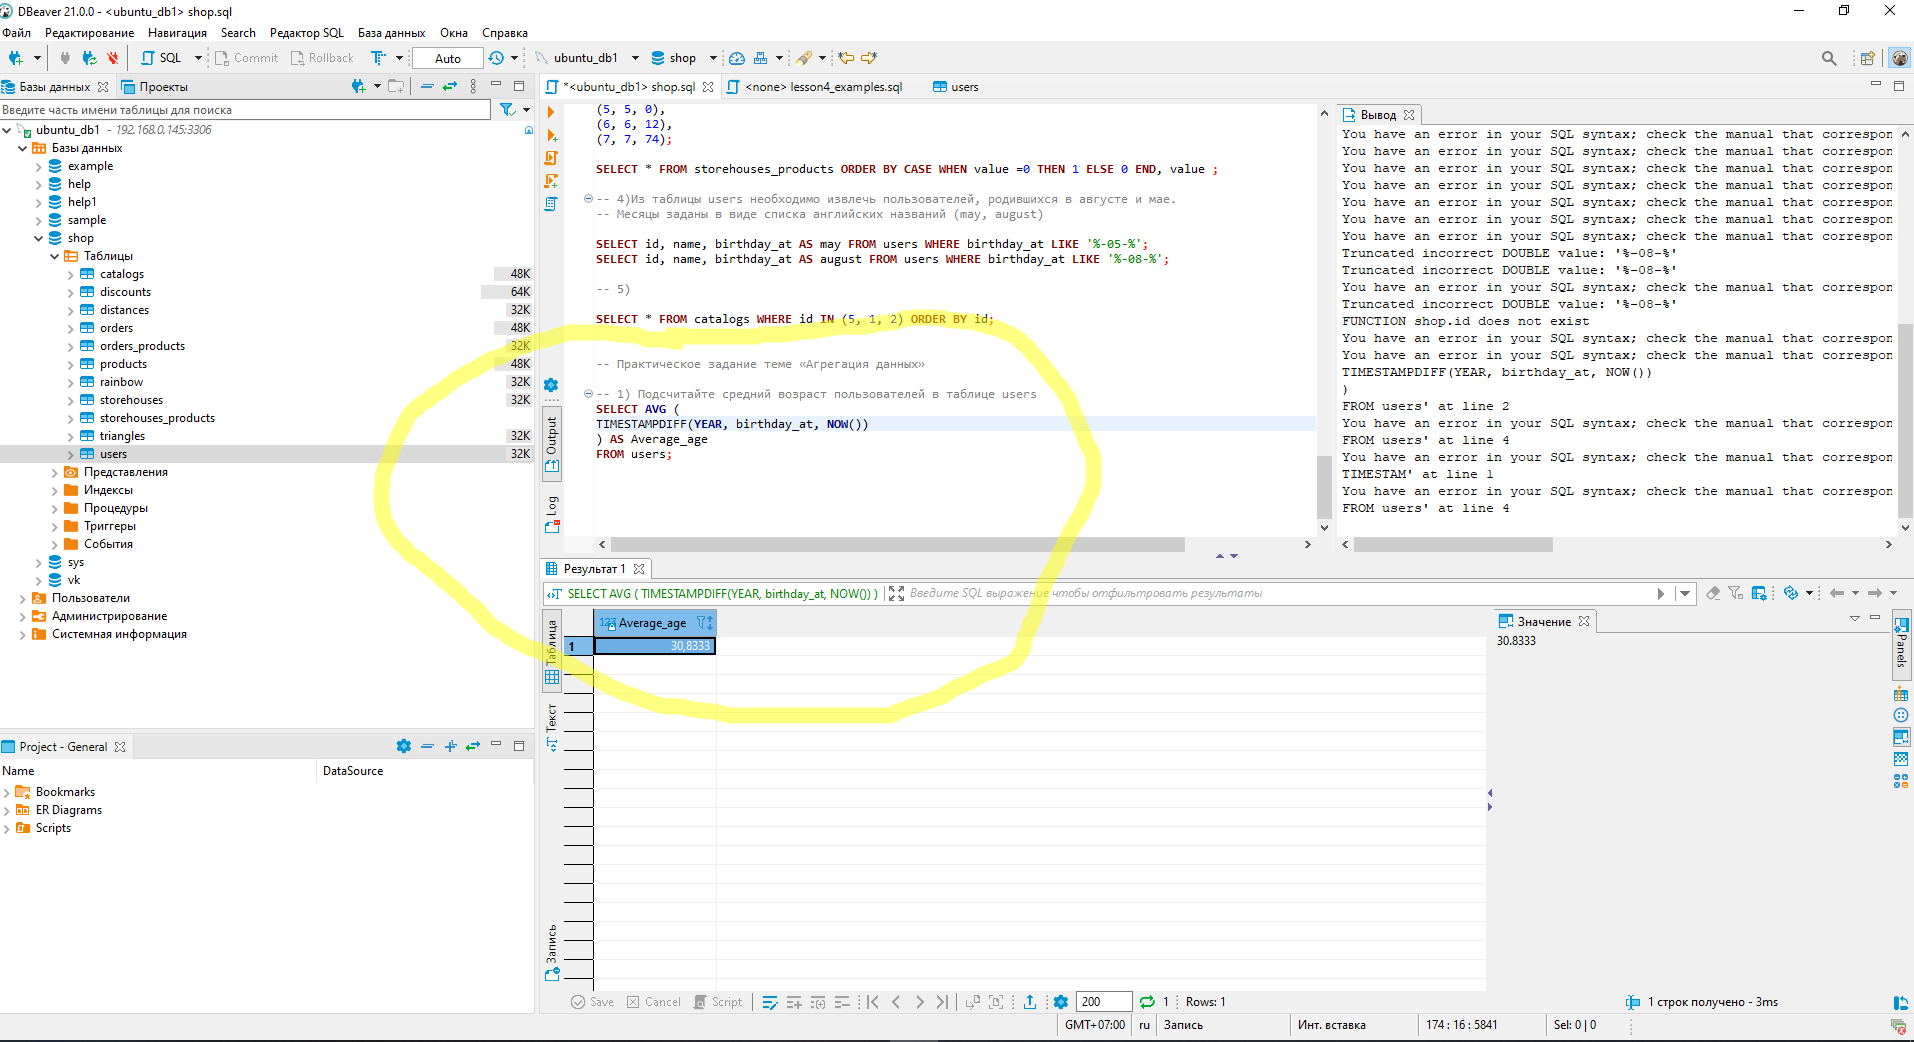 DBeaver 21.0.0 - <ubuntu_db1> shop.sql
Файл Редактирование Навигация Search Редактор SQL База данных Окна Справка
SQL Commit Rollback Auto ubuntu_db1 shop
Базы данных Проекты
Введите часть имени таблицы для поиска
ubuntu_db1 - 192.168.0.145:3306
Базы данных
example
help
help1
sample
shop
Таблицы
catalogs 48K
discounts 64K
distances 32K
orders 48K
orders_products 32K
products 48K
rainbow 32K
storehouses 32K
storehouses_products
triangles 32K
users 32K
Представления
Индексы
Процедуры
Триггеры
События
sys
vk
Пользователи
Администрирование
Системная информация
Project - General
Name DataSource
Bookmarks
ER Diagrams
Scripts
*<ubuntu_db1> shop.sql <none> lesson4_examples.sql users
(5, 5, 0),
(6, 6, 12),
(7, 7, 74);
SELECT * FROM storehouses_products ORDER BY CASE WHEN value =0 THEN 1 ELSE 0 END, value ;
-- 4)Из таблицы users необходимо извлечь пользователей, родившихся в августе и мае.
-- Месяцы заданы в виде списка английских названий (may, august)
SELECT id, name, birthday_at AS may FROM users WHERE birthday_at LIKE '%-05-%';
SELECT id, name, birthday_at AS august FROM users WHERE birthday_at LIKE '%-08-%';
-- 5)
SELECT * FROM catalogs WHERE id IN (5, 1, 2) ORDER BY id;
-- Практическое задание теме «Агрегация данных»
-- 1) Подсчитайте средний возраст пользователей в таблице users
SELECT AVG (
TIMESTAMPDIFF(YEAR, birthday_at, NOW())
) AS Average_age
FROM users;
Output
Log
Вывод
You have an error in your SQL syntax; check the manual that correspon
You have an error in your SQL syntax; check the manual that correspon
You have an error in your SQL syntax; check the manual that correspon
You have an error in your SQL syntax; check the manual that correspon
You have an error in your SQL syntax; check the manual that correspon
You have an error in your SQL syntax; check the manual that correspon
You have an error in your SQL syntax; check the manual that correspon
Truncated incorrect DOUBLE value: '%-08-%'
Truncated incorrect DOUBLE value: '%-08-%'
You have an error in your SQL syntax; check the manual that correspon
Truncated incorrect DOUBLE value: '%-08-%'
FUNCTION shop.id does not exist
You have an error in your SQL syntax; check the manual that correspon
You have an error in your SQL syntax; check the manual that correspon
TIMESTAMPDIFF(YEAR, birthday_at, NOW())
)
FROM users' at line 2
You have an error in your SQL syntax; check the manual that correspon
FROM users' at line 4
You have an error in your SQL syntax; check the manual that correspon
TIMESTAM' at line 1
You have an error in your SQL syntax; check the manual that correspon
FROM users' at line 4
Результат 1
SELECT AVG ( TIMESTAMPDIFF(YEAR, birthday_at, NOW()) ) Введите SQL выражение чтобы отфильтровать результаты
Таблица
Текст
Запись
123 Average_age
1 30,8333
Значение
30.8333
Panels
Save Cancel Script 200 1 Rows: 1 1 строк получено - 3ms
GMT+07:00 ru Запись Инт. вставка 174 : 16 : 5841 Sel: 0 | 0